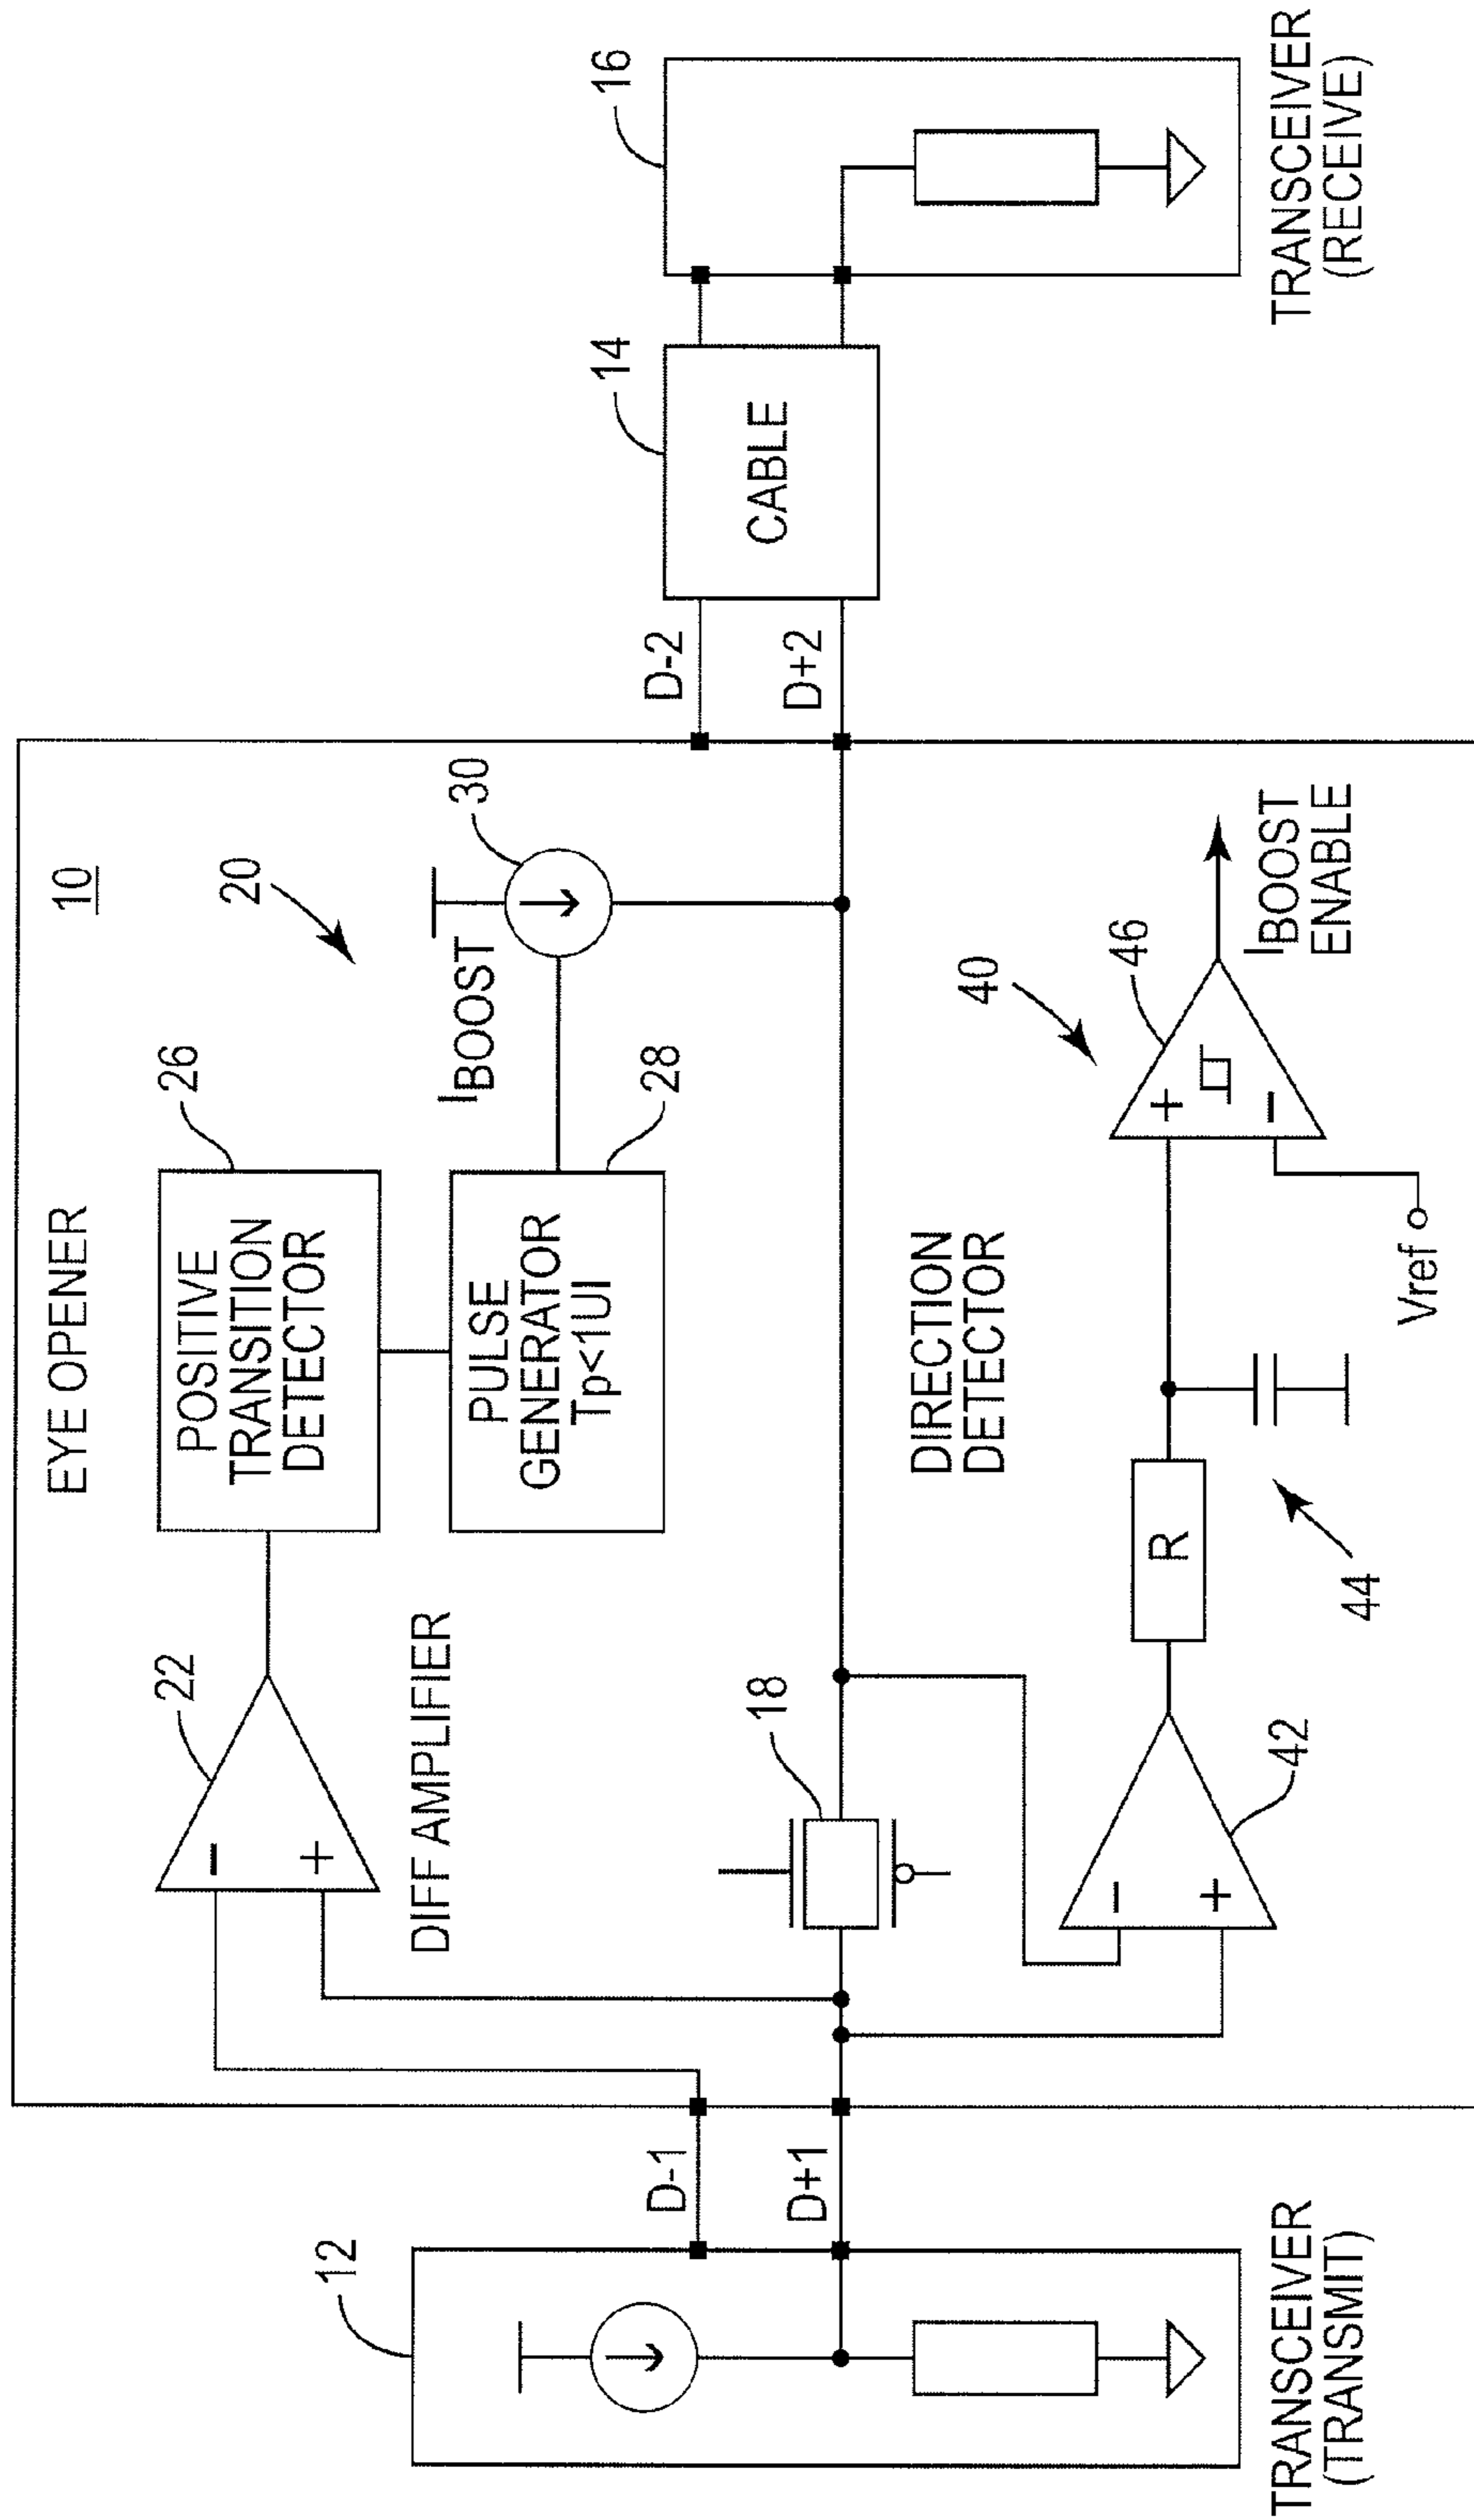 EYE OPENER
10
22
DIFF AMPLIFIER
26
POSITIVE
TRANSITION
DETECTOR
28
PULSE
GENERATOR
Tp<1UI
IBOOST
20
30
12
TRANSCEIVER
(TRANSMIT)
D-1
D+1
18
D-2
D+2
14
CABLE
16
TRANSCEIVER
(RECEIVE)
DIRECTION
DETECTOR
42
-
+
-
+
R
44
Vref
40
46
+
-
IBOOST
ENABLE